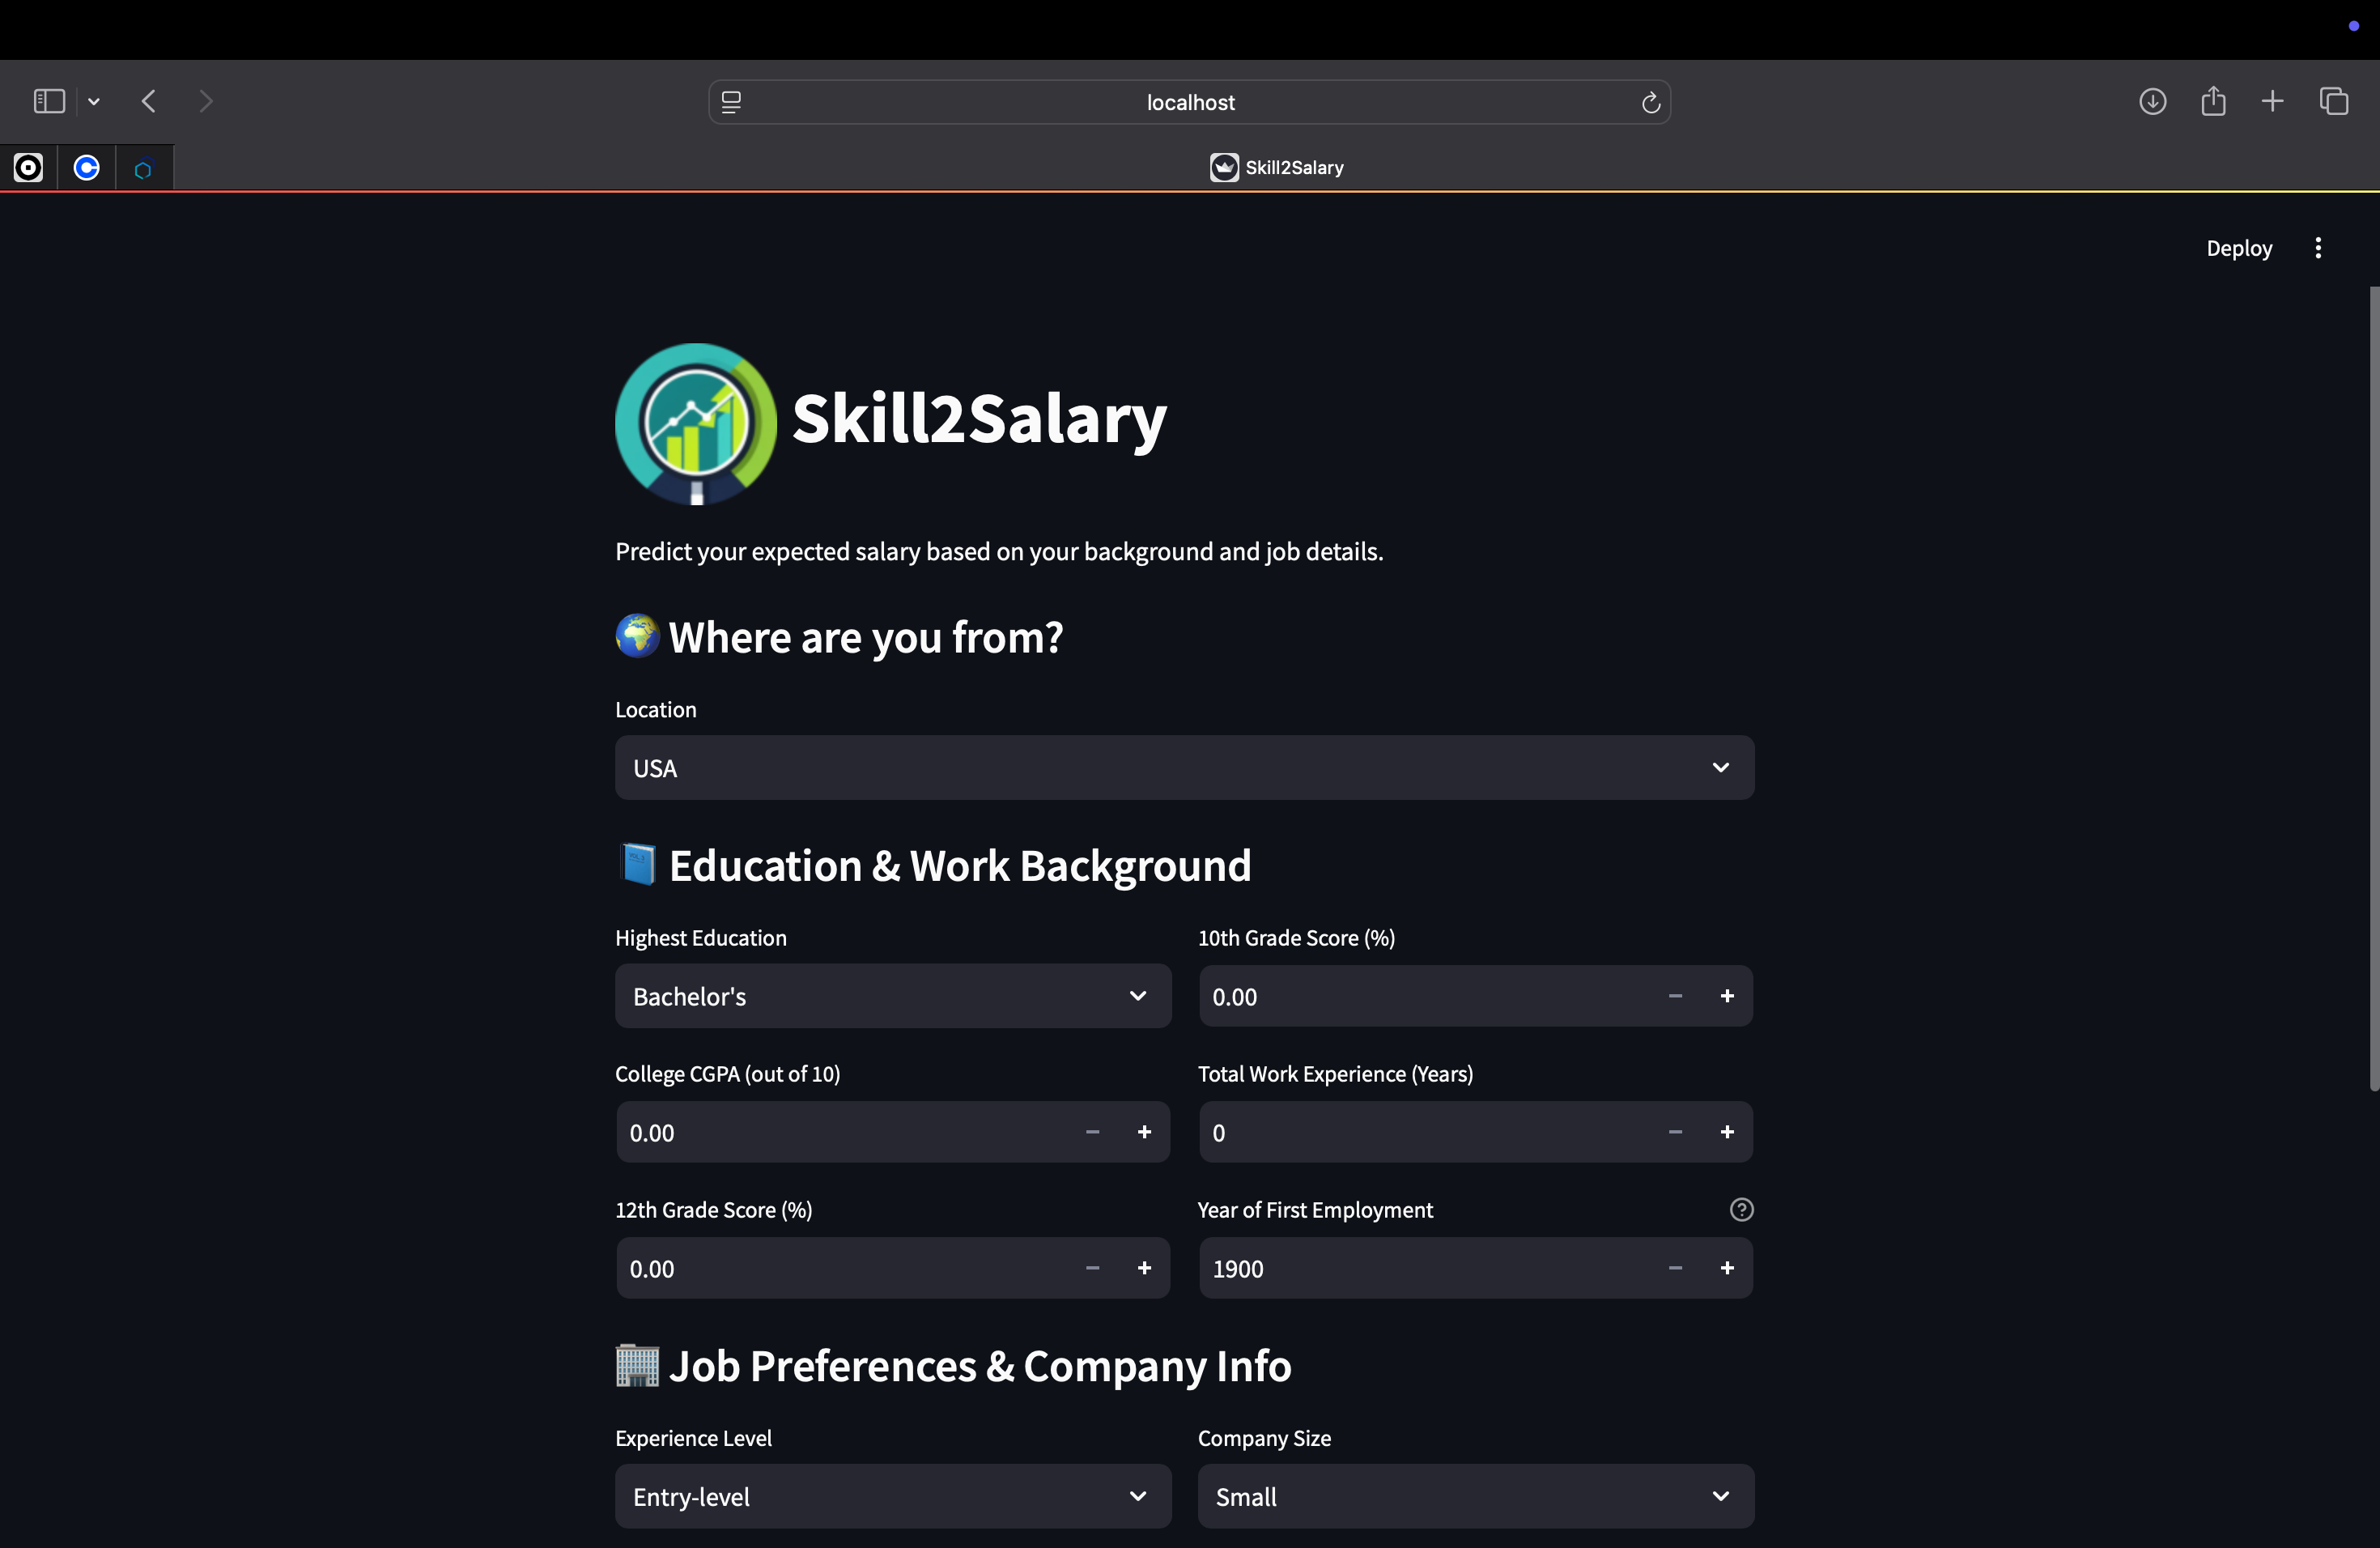 localhost
Skill2Salary
Deploy
Skill2Salary
Predict your expected salary based on your background and job details.
Where are you from?
Location
USA
Education & Work Background
Highest Education
10th Grade Score (%)
Bachelor's
0.00
College CGPA (out of 10)
Total Work Experience (Years)
0.00
0
12th Grade Score (%)
Year of First Employment
0.00
1900
Job Preferences & Company Info
Experience Level
Company Size
Entry-level
Small